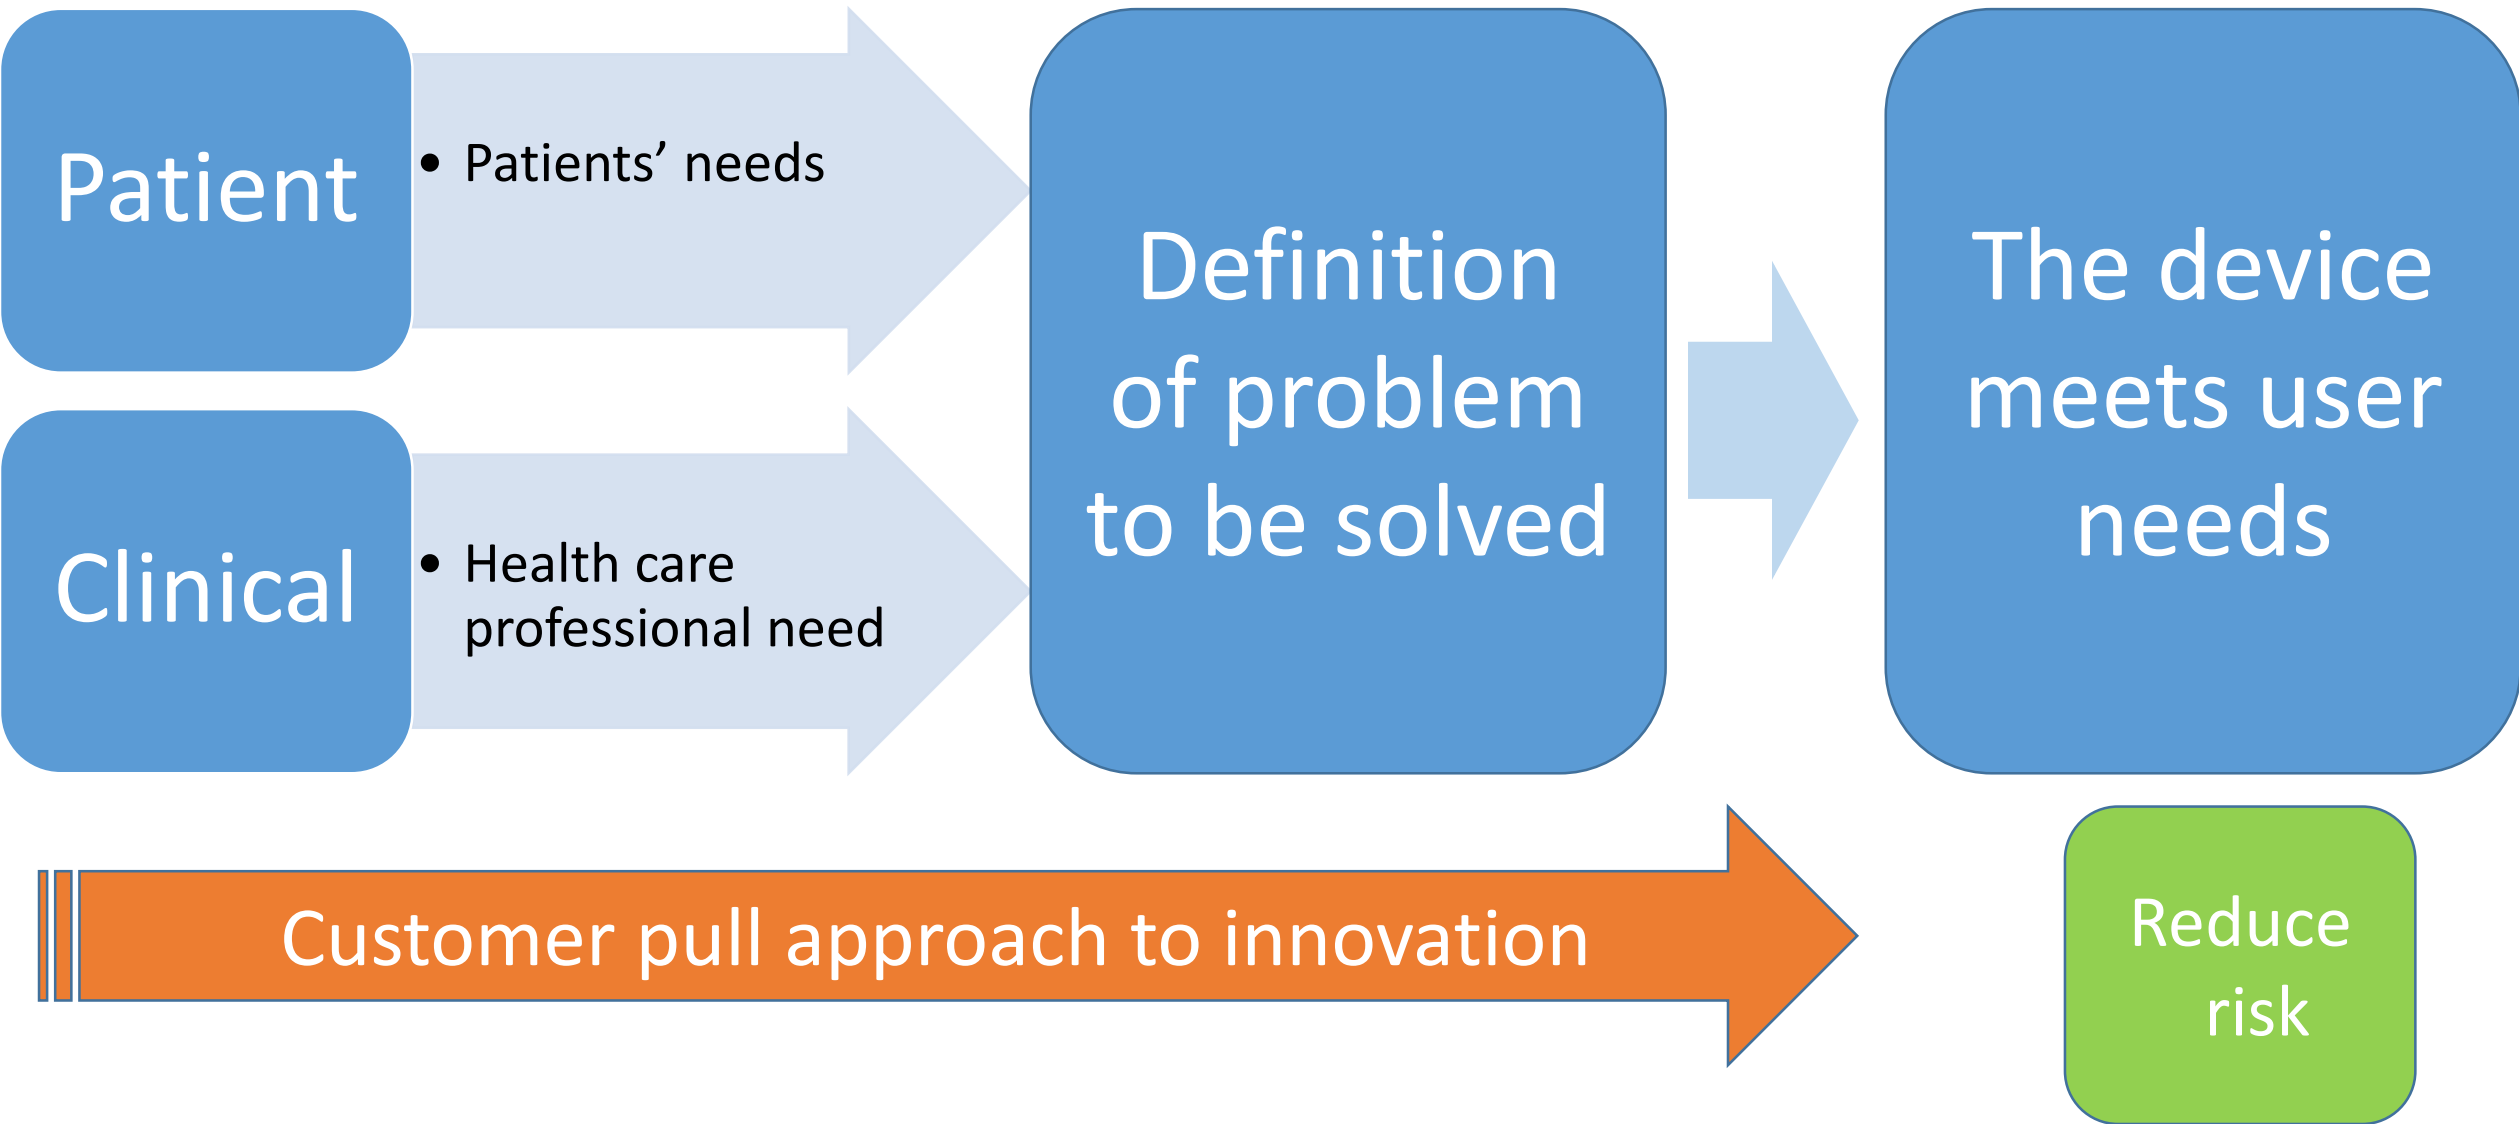 Patient
• Patients’ needs
Clinical
• Health care
professional need
Definition
of problem
to be solved
The device
meets user
needs
Customer pull approach to innovation
Reduce
risk